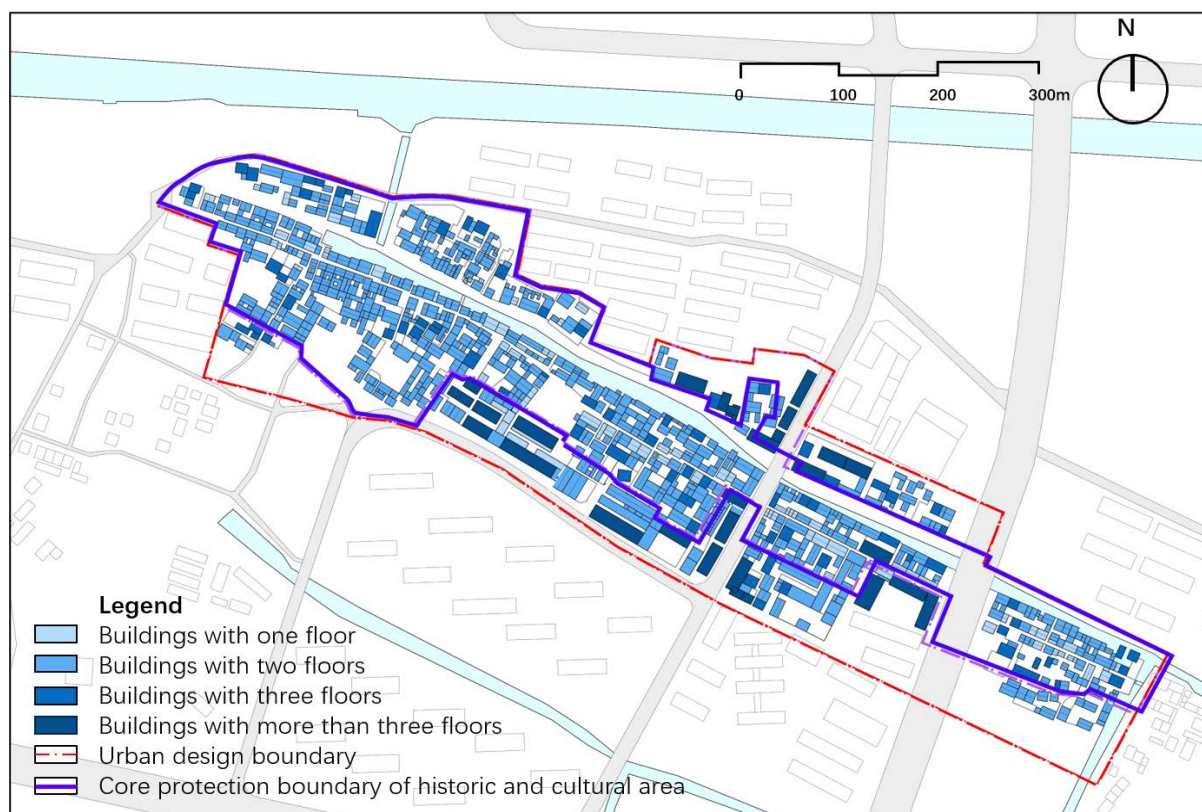 N
0 100 200 300m
Legend
Buildings with one floor
Buildings with two floors
Buildings with three floors
Buildings with more than three floors
Urban design boundary
Core protection boundary of historic and cultural area